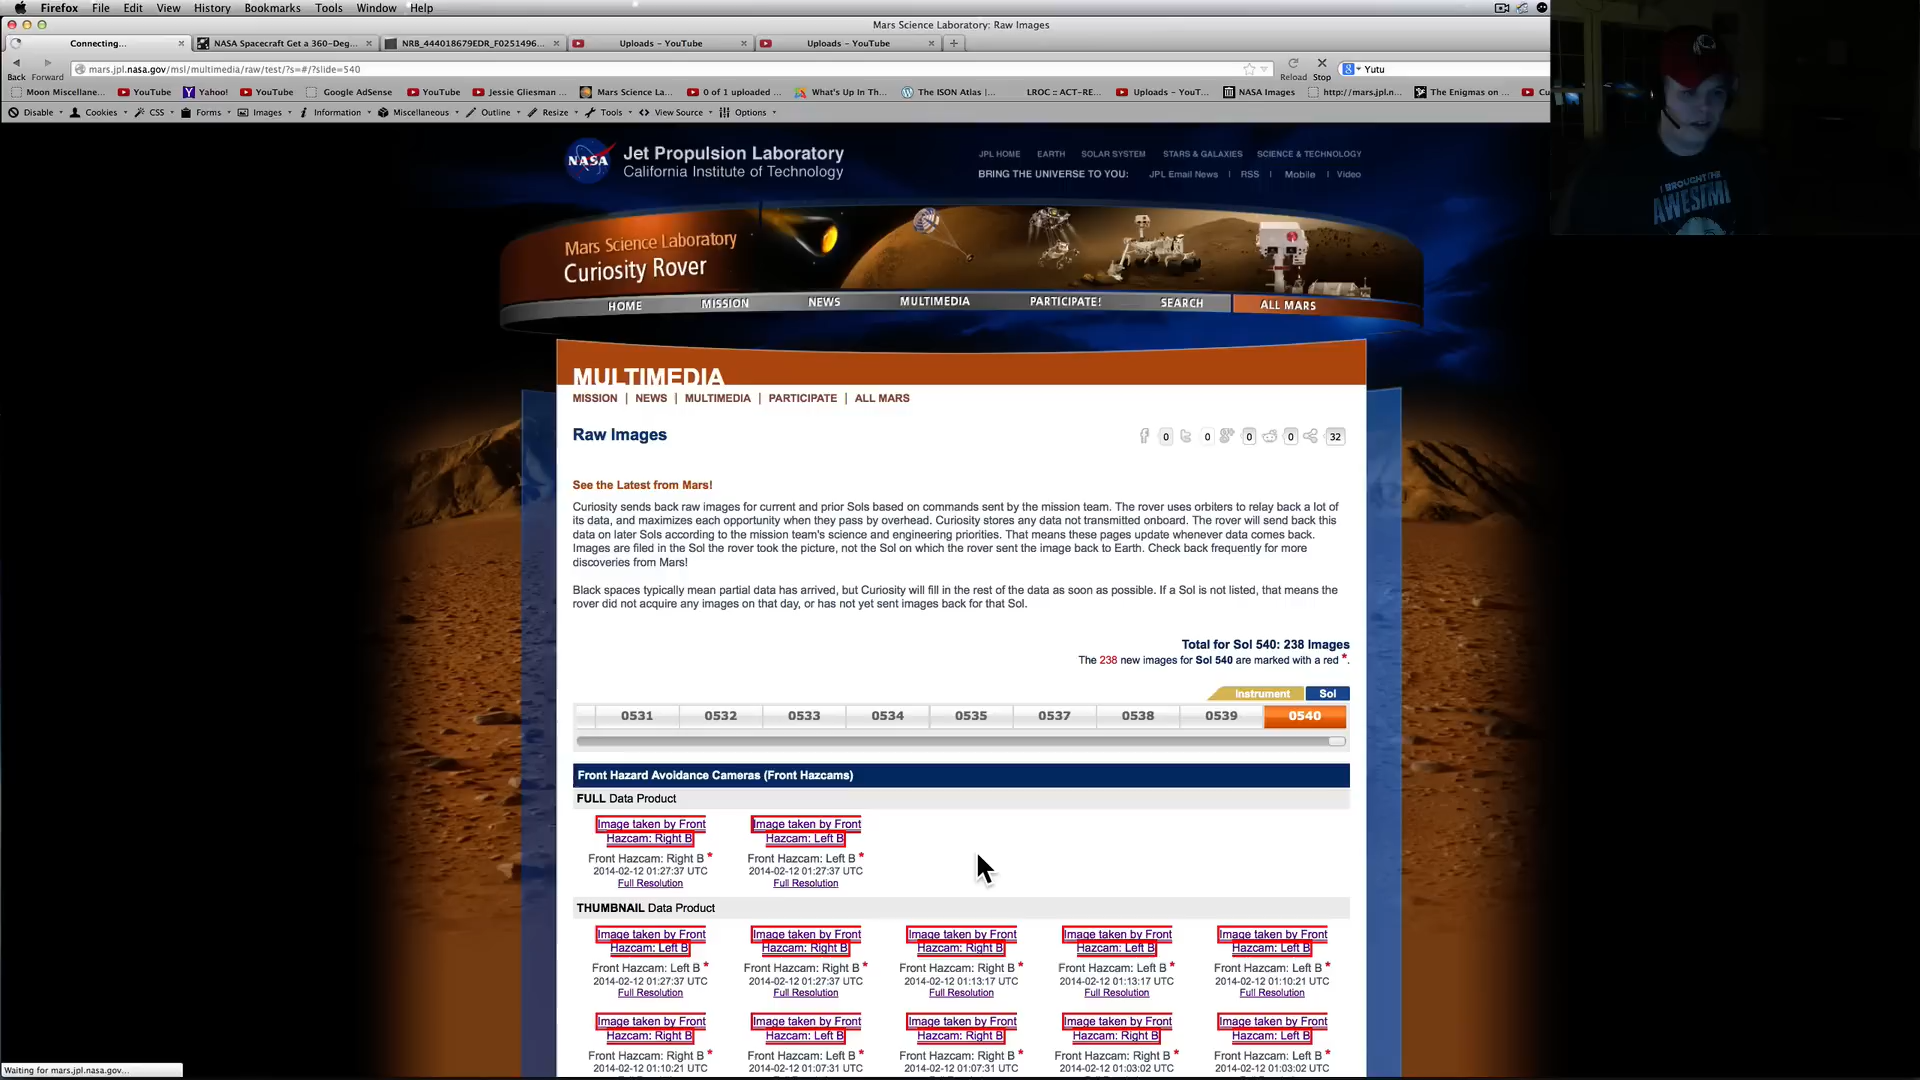 Firefox File Edit View History Bookmarks Tools Window Help
Mars Science Laboratory: Raw Images
Connecting... NASA Spacecraft Get a 360-Deg... NRB_444018679EDR_F0251496... Uploads - YouTube Uploads - YouTube
Back Forward mars.jpl.nasa.gov/msl/multimedia/raw/test/?s=#/?slide=540 Reload Stop Yutu
Moon Miscellane... YouTube Yahoo! YouTube Google AdSense YouTube Jessie Gliesman ... Mars Science La... 0 of 1 uploaded ... What's Up In Th... The ISON Atlas |... LROC :: ACT-RE... Uploads - YouT... NASA Images http://mars.jpl.n... The Enigmas on ... Cu
Disable Cookies CSS Forms Images Information Miscellaneous Outline Resize Tools View Source Options
NASA Jet Propulsion Laboratory
California Institute of Technology
JPL HOME EARTH SOLAR SYSTEM STARS & GALAXIES SCIENCE & TECHNOLOGY
BRING THE UNIVERSE TO YOU: JPL Email News | RSS | Mobile | Video
I BROUGHT THE
AWESOME
Mars Science Laboratory
Curiosity Rover
HOME MISSION NEWS MULTIMEDIA PARTICIPATE! SEARCH ALL MARS
MULTIMEDIA
MISSION | NEWS | MULTIMEDIA | PARTICIPATE | ALL MARS
Raw Images
0 0 0 0 32
See the Latest from Mars!
Curiosity sends back raw images for current and prior Sols based on commands sent by the mission team. The rover uses orbiters to relay back a lot of
its data, and maximizes each opportunity when they pass by overhead. Curiosity stores any data not transmitted onboard. The rover will send back this
data on later Sols according to the mission team's science and engineering priorities. That means these pages update whenever data comes back.
Images are filed in the Sol the rover took the picture, not the Sol on which the rover sent the image back to Earth. Check back frequently for more
discoveries from Mars!
Black spaces typically mean partial data has arrived, but Curiosity will fill in the rest of the data as soon as possible. If a Sol is not listed, that means the
rover did not acquire any images on that day, or has not yet sent images back for that Sol.
Total for Sol 540: 238 Images
The 238 new images for Sol 540 are marked with a red *.
Instrument Sol
0531 0532 0533 0534 0535 0537 0538 0539 0540
Front Hazard Avoidance Cameras (Front Hazcams)
FULL Data Product
Image taken by Front Image taken by Front
Hazcam: Right B Hazcam: Left B
Front Hazcam: Right B * Front Hazcam: Left B *
2014-02-12 01:27:37 UTC 2014-02-12 01:27:37 UTC
Full Resolution Full Resolution
THUMBNAIL Data Product
Image taken by Front Image taken by Front Image taken by Front Image taken by Front Image taken by Front
Hazcam: Left B Hazcam: Right B Hazcam: Right B Hazcam: Left B Hazcam: Left B
Front Hazcam: Left B * Front Hazcam: Right B * Front Hazcam: Right B * Front Hazcam: Left B * Front Hazcam: Left B *
2014-02-12 01:27:37 UTC 2014-02-12 01:27:37 UTC 2014-02-12 01:13:17 UTC 2014-02-12 01:13:17 UTC 2014-02-12 01:10:21 UTC
Full Resolution Full Resolution Full Resolution Full Resolution Full Resolution
Image taken by Front Image taken by Front Image taken by Front Image taken by Front Image taken by Front
Hazcam: Right B Hazcam: Left B Hazcam: Right B Hazcam: Right B Hazcam: Left B
Front Hazcam: Right B * Front Hazcam: Left B * Front Hazcam: Right B * Front Hazcam: Right B * Front Hazcam: Left B *
2014-02-12 01:10:21 UTC 2014-02-12 01:07:31 UTC 2014-02-12 01:07:31 UTC 2014-02-12 01:03:02 UTC 2014-02-12 01:03:02 UTC
Waiting for mars.jpl.nasa.gov...